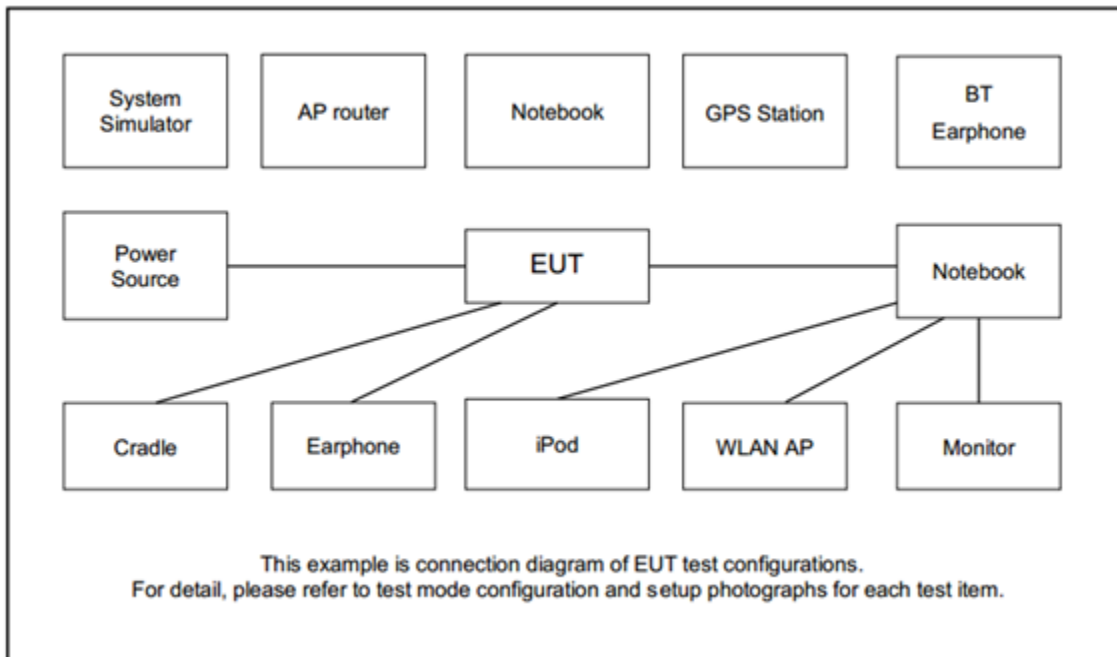 System
Simulator
AP router
Notebook
GPS Station
BT
Earphone
Power
Source
EUT
Notebook
Cradle
Earphone
iPod
WLAN AP
Monitor
This example is connection diagram of EUT test configurations.
For detail, please refer to test mode configuration and setup photographs for each test item.